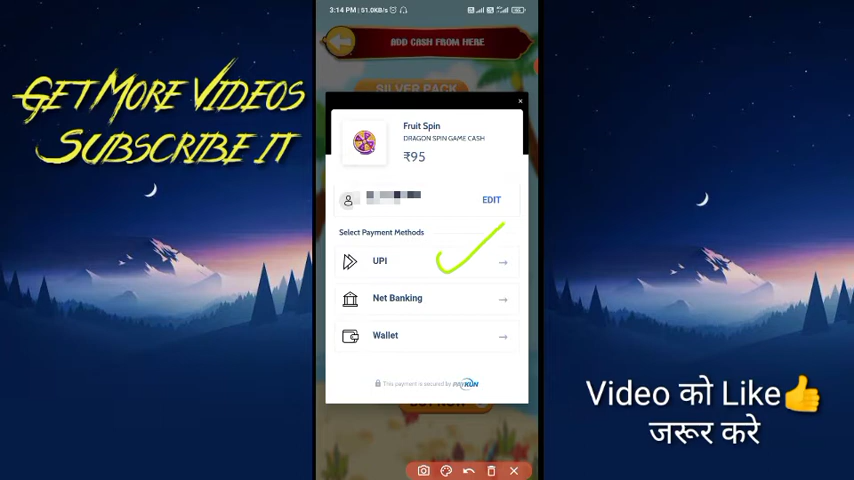 GET MORE VIDEOS
SUBSCRIBE IT
3:14 PM | 51.0KB/s
ADD CASH FROM HERE
SILVER PACK
Fruit Spin
DRAGON SPIN GAME CASH
₹95
EDIT
Select Payment Methods
UPI
Net Banking
Wallet
This payment is secured by PAYKUN
BUY NOW
Video को Like👍
जरूर करे